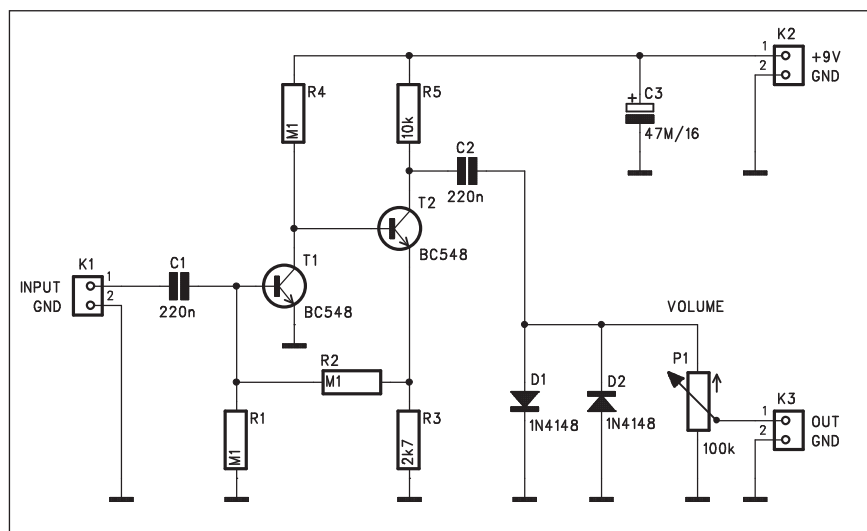 K2
1
+9V
2
GND
R4
M1
R5
10k
C3
+
47M/16
C2
220n
T2
BC548
T1
BC548
K1
INPUT
1
GND
2
C1
220n
R2
M1
VOLUME
P1
D1
1N4148
D2
1N4148
K3
1
OUT
2
GND
100k
R1
M1
R3
2k7